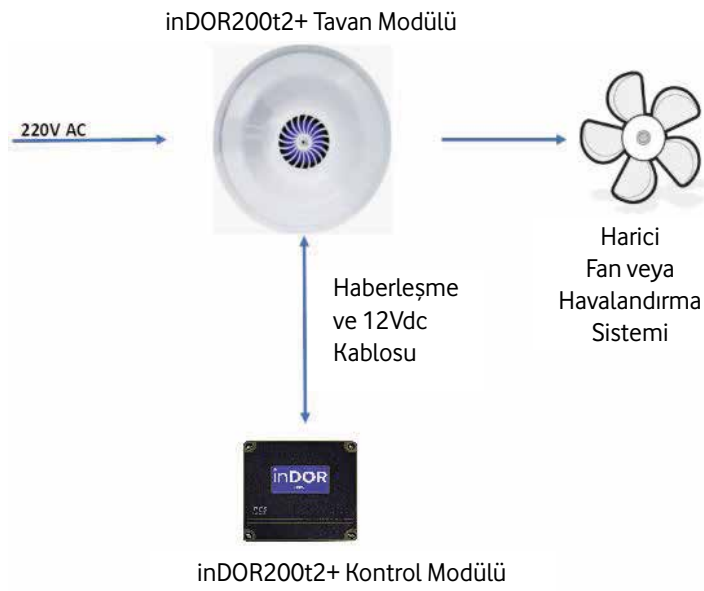 inDOR200t2+ Tavan Modülü
220V AC
Harici
Fan veya
Havalandırma
Sistemi
Haberleşme
ve 12Vdc
Kablosu
inDOR
inDOR200t2+ Kontrol Modülü